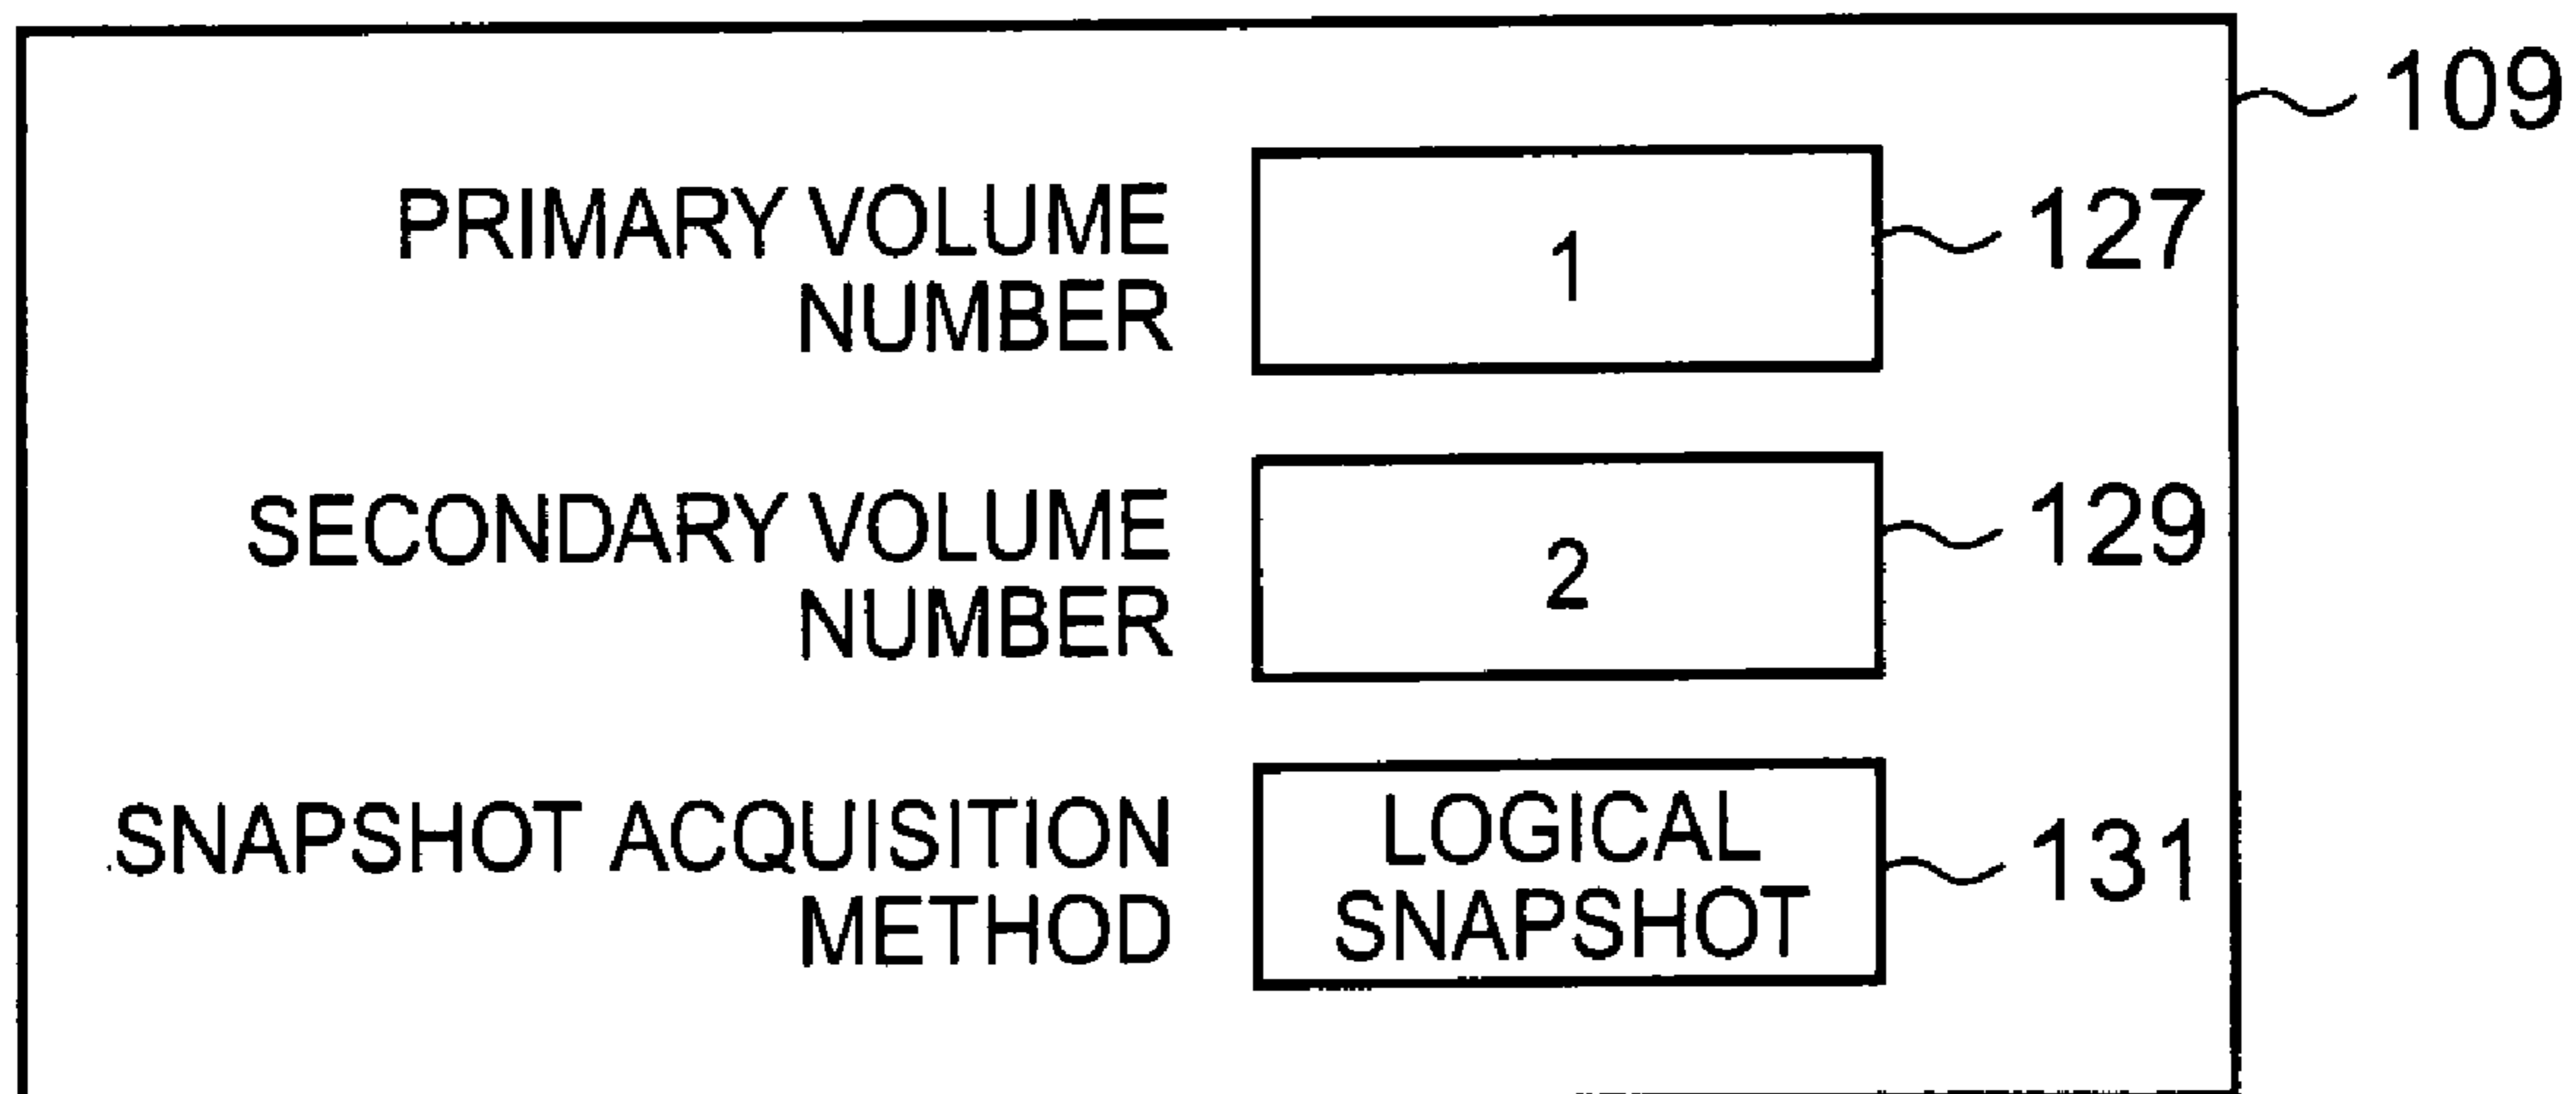 109
PRIMARY VOLUME
NUMBER
1
127
SECONDARY VOLUME
NUMBER
2
129
SNAPSHOT ACQUISITION
METHOD
LOGICAL
SNAPSHOT
131